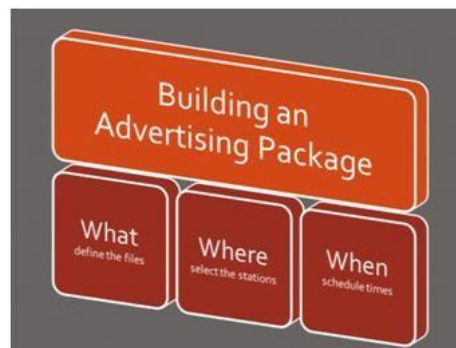 Building an
Advertising Package
What
define the files
Where
select the stations
When
schedule times